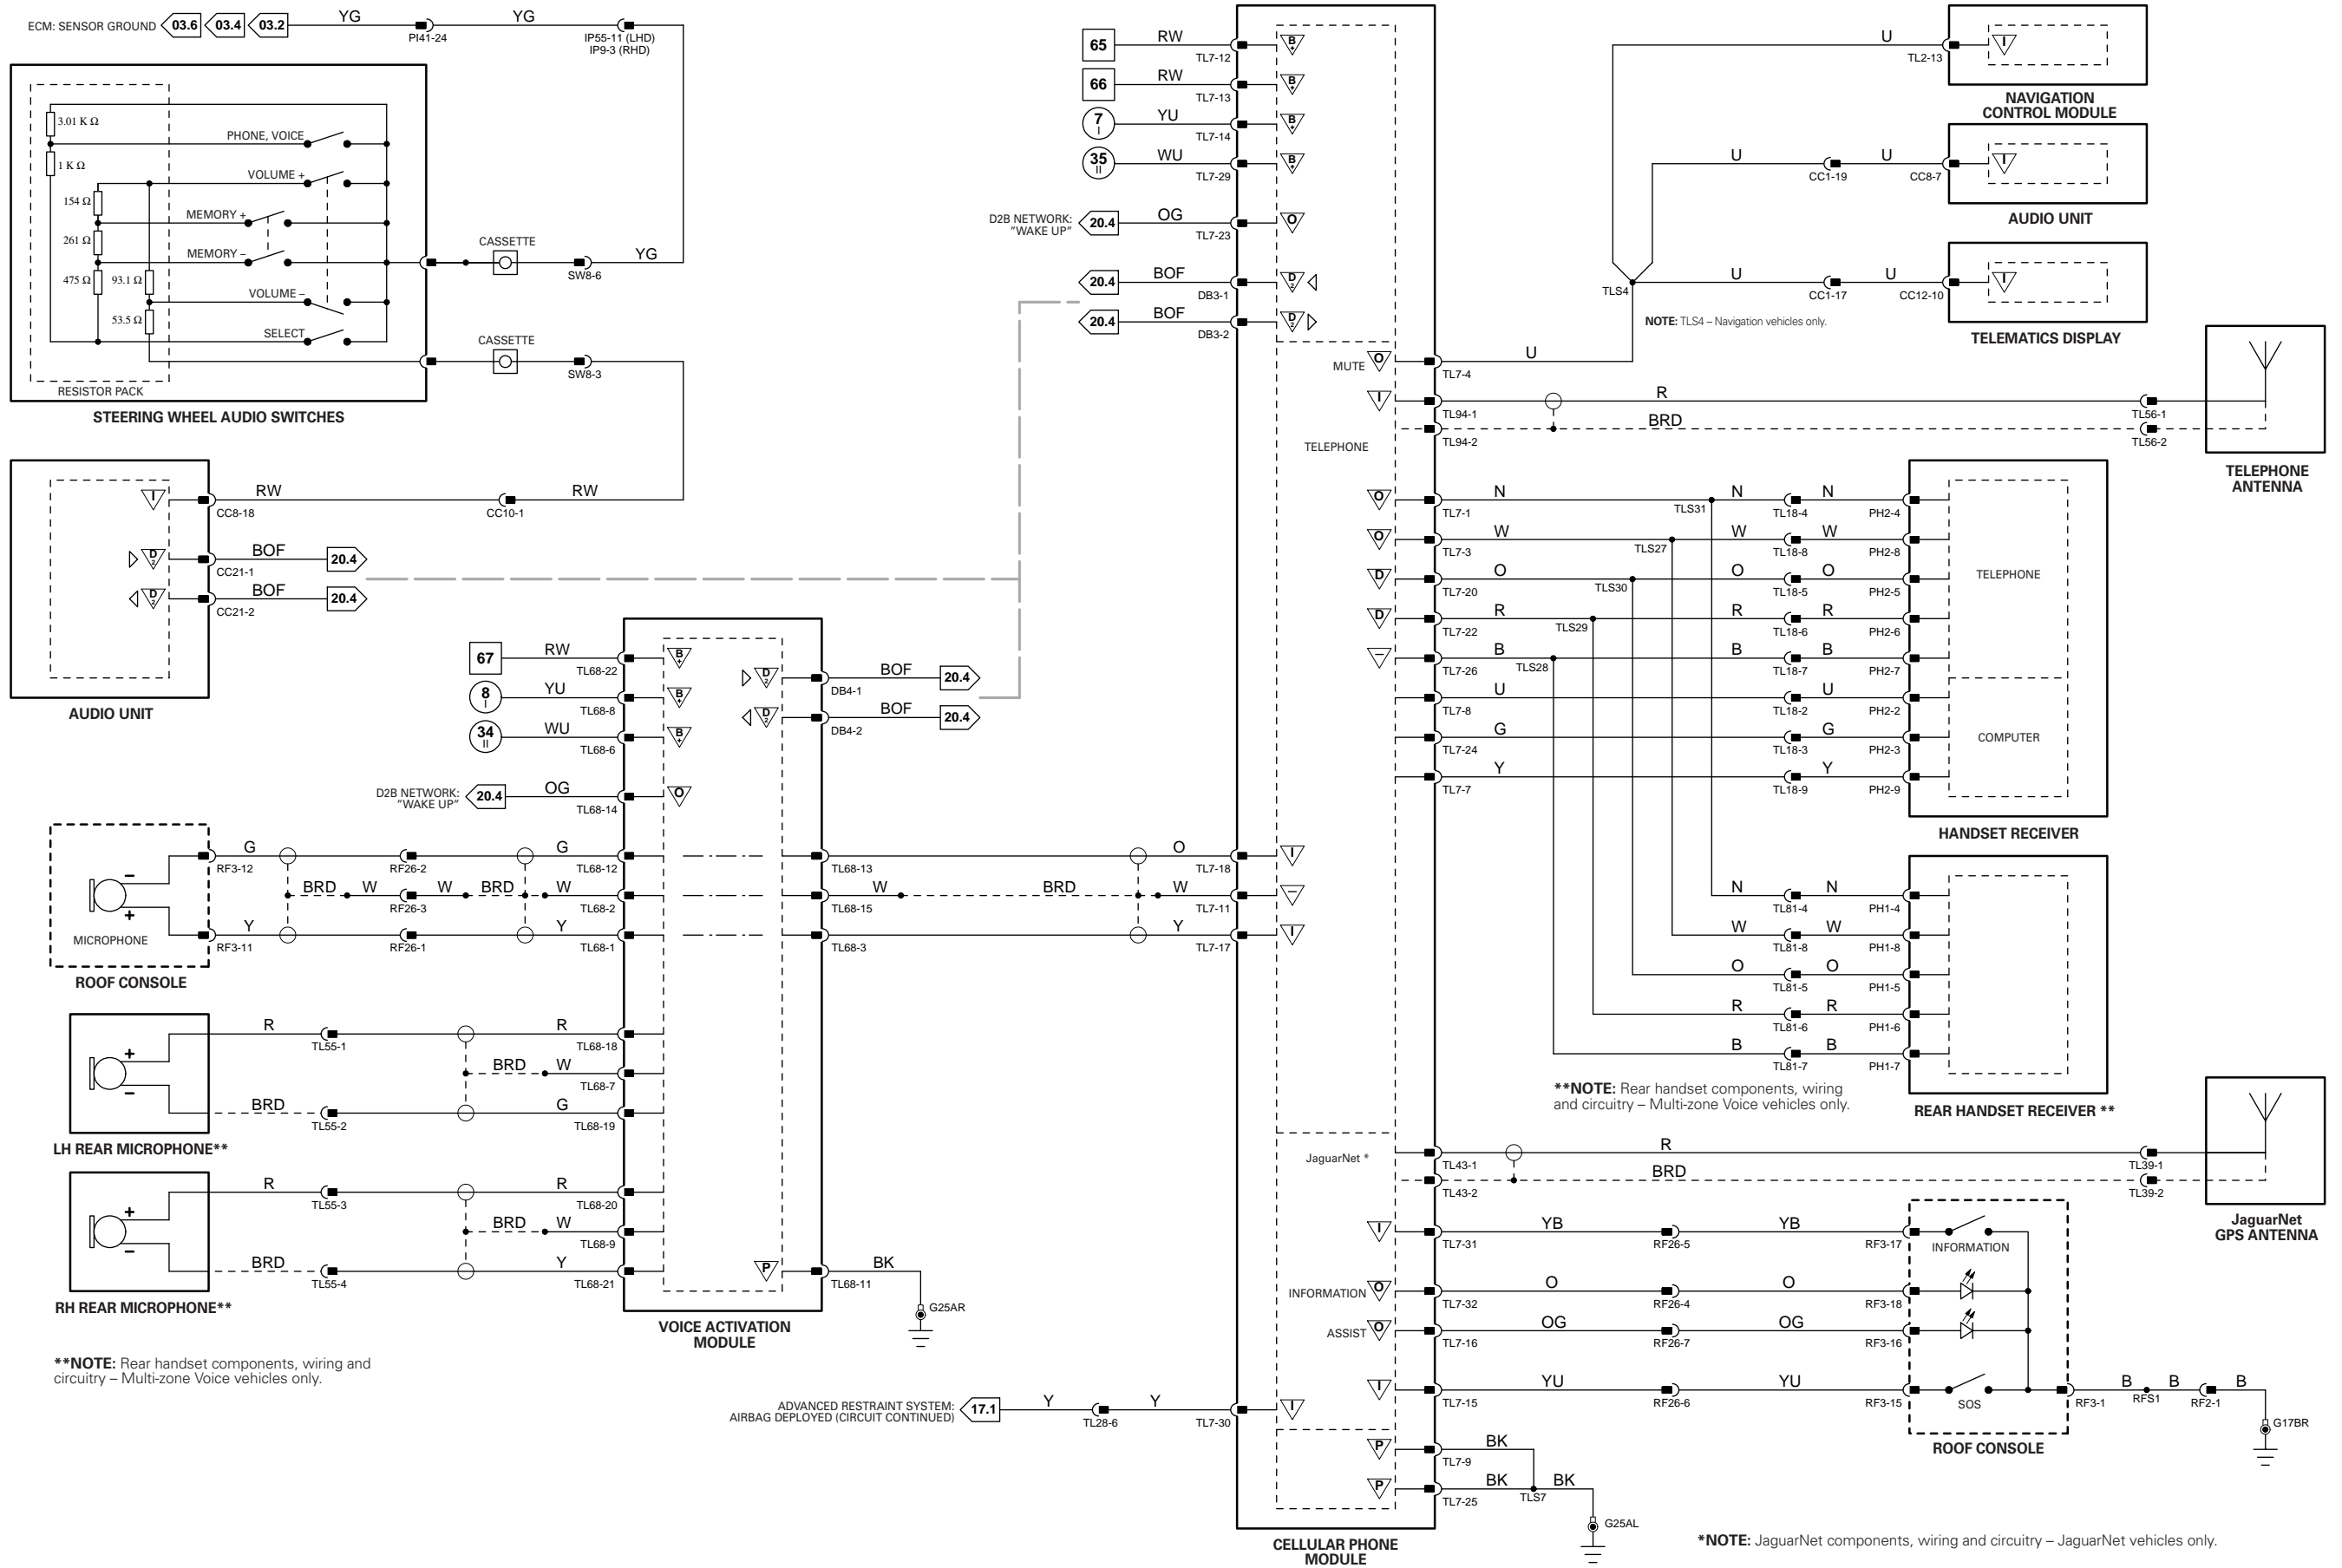 ECM: SENSOR GROUND 03.6 03.4 03.2 YG YG
PI41-24 IP55-11 (LHD)
IP9-3 (RHD)
3.01 K Ω
PHONE, VOICE
1 K Ω
VOLUME +
154 Ω
MEMORY +
261 Ω
MEMORY –
475 Ω 93.1 Ω
VOLUME –
53.5 Ω
SELECT
RESISTOR PACK
STEERING WHEEL AUDIO SWITCHES
CASSETTE
SW8-6 YG
CASSETTE
SW8-3
RW RW
CC8-18 CC10-1
D 2 BOF 20.4
CC21-1
D 2 BOF 20.4
CC21-2
I
AUDIO UNIT
67 RW TL68-22 B+
8 I YU TL68-8 B+
34 II WU TL68-6 B+
D2B NETWORK:
"WAKE UP" 20.4 OG TL68-14 O
D 2 DB4-1 BOF 20.4
D 2 DB4-2 BOF 20.4
MICROPHONE
– +
ROOF CONSOLE
G G
RF3-12 RF26-2 TL68-12
BRD W W BRD W
RF26-3 TL68-2
Y Y
RF3-11 RF26-1 TL68-1
TL68-13 O TL7-18 I
W BRD W
TL68-15 TL7-11 –
Y
TL68-3 TL7-17 I
+ –
R R
TL55-1 TL68-18
BRD W
TL68-7
BRD G
TL55-2 TL68-19
LH REAR MICROPHONE**
+ –
R R
TL55-3 TL68-20
BRD W
TL68-9
BRD Y
TL55-4 TL68-21
RH REAR MICROPHONE**
P BK
TL68-11
G25AR
VOICE ACTIVATION
MODULE
**NOTE: Rear handset components, wiring and
circuitry – Multi-zone Voice vehicles only.
65 RW TL7-12 B+
66 RW TL7-13 B+
7 I YU TL7-14 B+
35 II WU TL7-29 B+
D2B NETWORK:
"WAKE UP" 20.4 OG TL7-23 O
20.4 BOF DB3-1 D 2
20.4 BOF DB3-2 D 2
MUTE O TL7-4 U
TELEPHONE
U
TL2-13 I
NAVIGATION
CONTROL MODULE
U U
CC1-19 CC8-7 I
AUDIO UNIT
TLS4 U U
CC1-17 CC12-10 I
TELEMATICS DISPLAY
NOTE: TLS4 – Navigation vehicles only.
I R
TL94-1 TL56-1
BRD
TL94-2 TL56-2
TELEPHONE
ANTENNA
O N N N
TL7-1 TLS31 TL18-4 PH2-4
O W W W
TL7-3 TLS27 TL18-8 PH2-8
D O O O
TL7-20 TLS30 TL18-5 PH2-5
D R R R
TL7-22 TLS29 TL18-6 PH2-6
– B B B
TL7-26 TLS28 TL18-7 PH2-7
U U
TL7-8 TL18-2 PH2-2
G G
TL7-24 TL18-3 PH2-3
Y Y
TL7-7 TL18-9 PH2-9
TELEPHONE
COMPUTER
HANDSET RECEIVER
N N
TL81-4 PH1-4
W W
TL81-8 PH1-8
O O
TL81-5 PH1-5
R R
TL81-6 PH1-6
B B
TL81-7 PH1-7
**NOTE: Rear handset components, wiring
and circuitry – Multi-zone Voice vehicles only.
REAR HANDSET RECEIVER **
JaguarNet *
R
TL43-1 TL39-1
BRD
TL43-2 TL39-2
JaguarNet
GPS ANTENNA
I YB YB
TL7-31 RF26-5 RF3-17 INFORMATION
INFORMATION O O O
TL7-32 RF26-4 RF3-18
ASSIST O OG OG
TL7-16 RF26-7 RF3-16
I YU YU
TL7-15 RF26-6 RF3-15 SOS
B B B
RF3-1 RFS1 RF2-1
G17BR
ROOF CONSOLE
ADVANCED RESTRAINT SYSTEM:
AIRBAG DEPLOYED (CIRCUIT CONTINUED) 17.1 Y Y
TL28-6 TL7-30 I
P BK
TL7-9
P BK BK
TL7-25 TLS7
G25AL
CELLULAR PHONE
MODULE
*NOTE: JaguarNet components, wiring and circuitry – JaguarNet vehicles only.